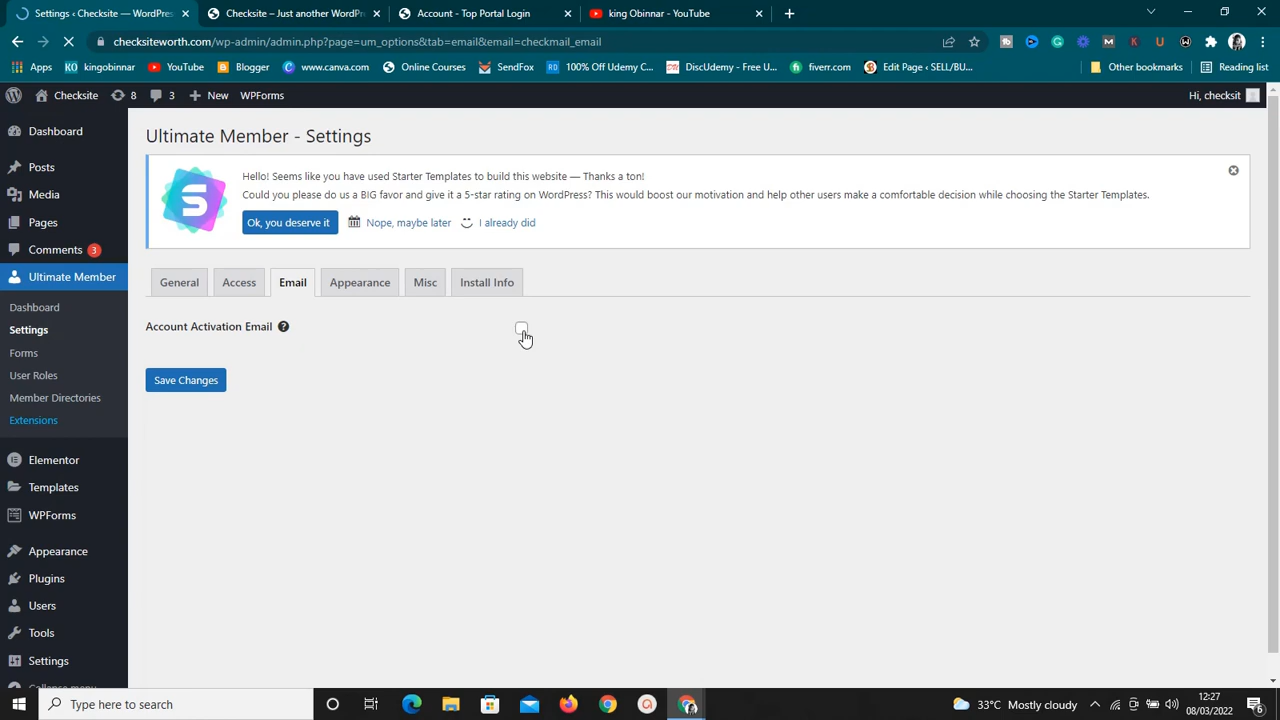 Settings ‹ Checksite — WordPres
Checksite – Just another WordPr
Account - Top Portal Login
king Obinnar - YouTube
checksiteworth.com/wp-admin/admin.php?page=um_options&tab=email&email=checkmail_email
Apps
kingobinnar
YouTube
Blogger
www.canva.com
Online Courses
SendFox
100% Off Udemy C...
DiscUdemy - Free U...
fiverr.com
Edit Page ‹ SELL/BU...
Other bookmarks
Reading list
Checksite
8
3
New
WPForms
Hi, checksit
Dashboard
Posts
Media
Pages
Comments 3
Ultimate Member
Dashboard
Settings
Forms
User Roles
Member Directories
Extensions
Elementor
Templates
WPForms
Appearance
Plugins
Users
Tools
Settings
Collapse menu
Ultimate Member - Settings
Hello! Seems like you have used Starter Templates to build this website — Thanks a ton!
Could you please do us a BIG favor and give it a 5-star rating on WordPress? This would boost our motivation and help other users make a comfortable decision while choosing the Starter Templates.
Ok, you deserve it
Nope, maybe later
I already did
General
Access
Email
Appearance
Misc
Install Info
Account Activation Email
Save Changes
Type here to search
33°C Mostly cloudy
12:27
08/03/2022
6